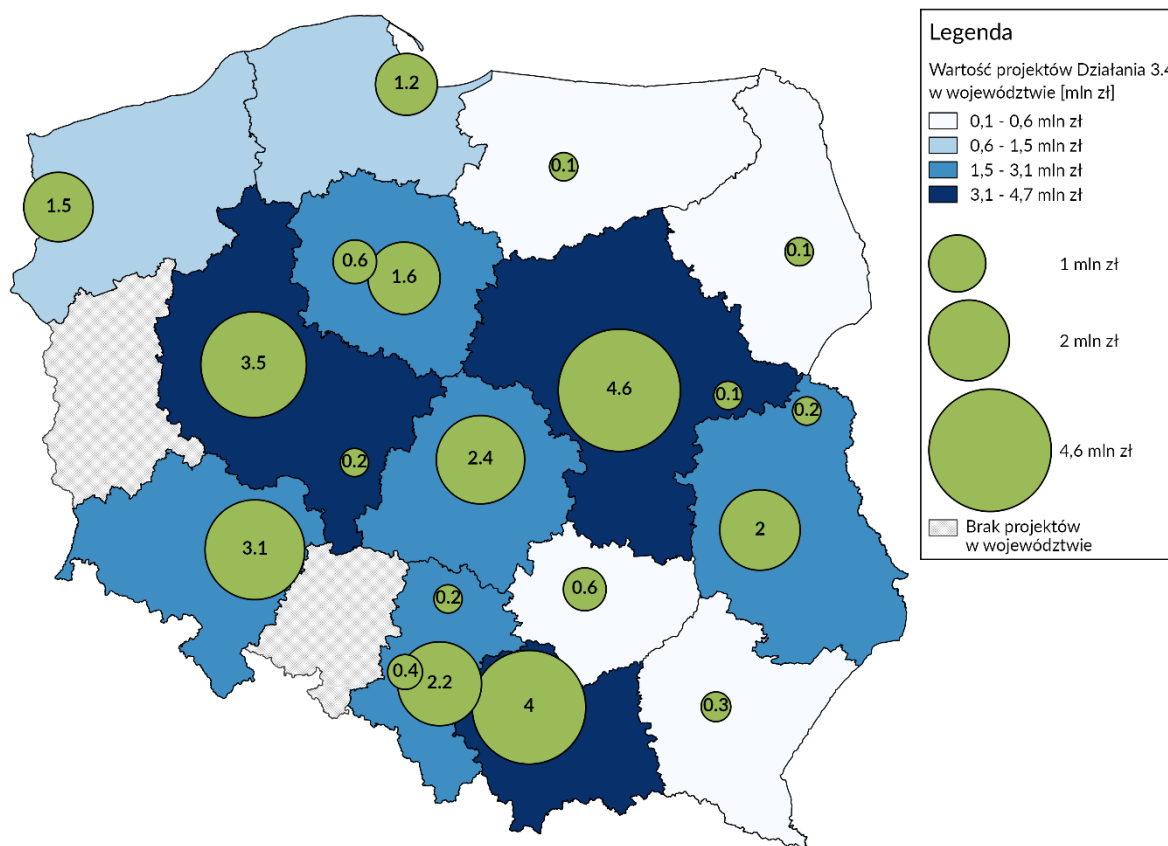 Legenda
Wartość projektów Działania 3.4
w województwie [mln zł]
0,1 - 0,6 mln zł
0,6 - 1,5 mln zł
1,5 - 3,1 mln zł
3,1 - 4,7 mln zł
1 mln zł
2 mln zł
4,6 mln zł
Brak projektów
w województwie
1.2
0.1
1.5
0.1
0.6
1.6
3.5
4.6
0.1
0.2
2.4
0.2
2
3.1
0.6
0.2
0.4
2.2
4
0.3